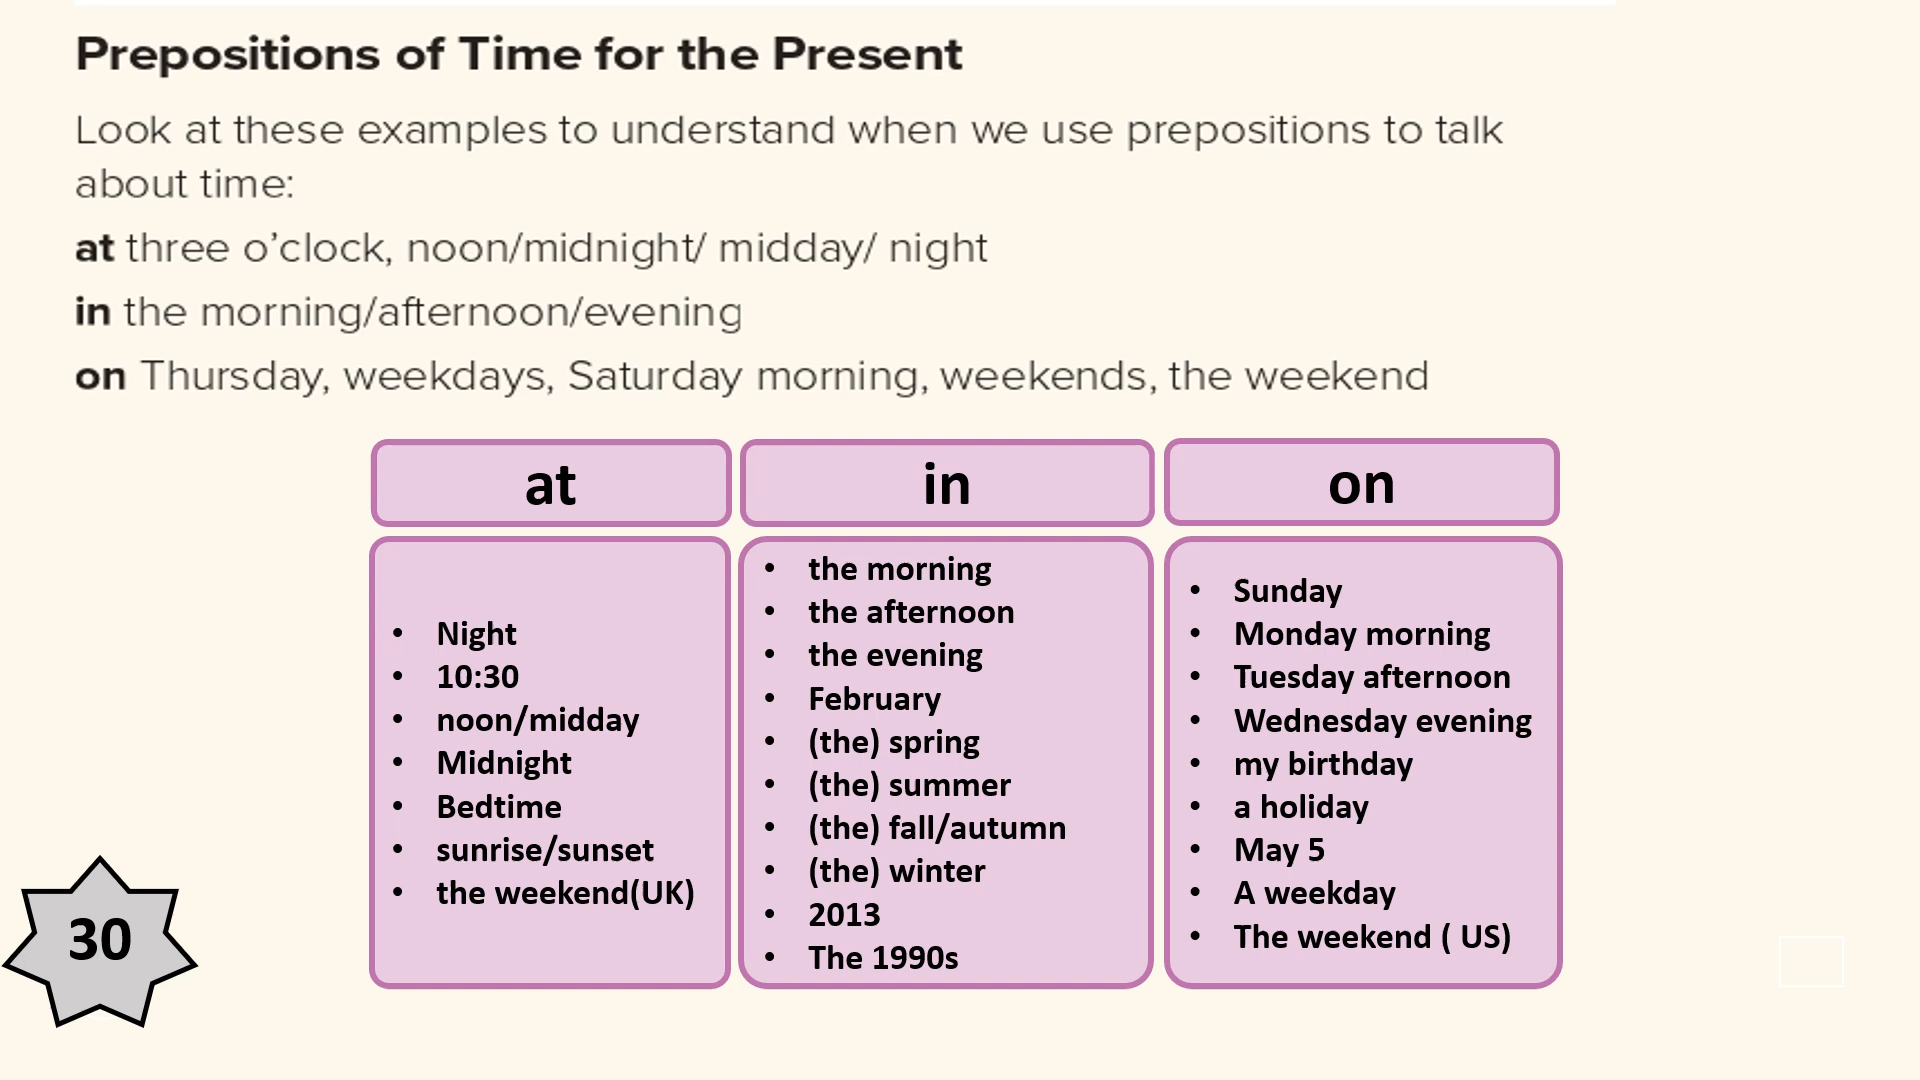 Prepositions of Time for the Present
Look at these examples to understand when we use prepositions to talk
about time:
at three o’clock, noon/midnight/ midday/ night
in the morning/afternoon/evening
on Thursday, weekdays, Saturday morning, weekends, the weekend
at
• Night
• 10:30
• noon/midday
• Midnight
• Bedtime
• sunrise/sunset
• the weekend(UK)
in
• the morning
• the afternoon
• the evening
• February
• (the) spring
• (the) summer
• (the) fall/autumn
• (the) winter
• 2013
• The 1990s
on
• Sunday
• Monday morning
• Tuesday afternoon
• Wednesday evening
• my birthday
• a holiday
• May 5
• A weekday
• The weekend ( US)
30